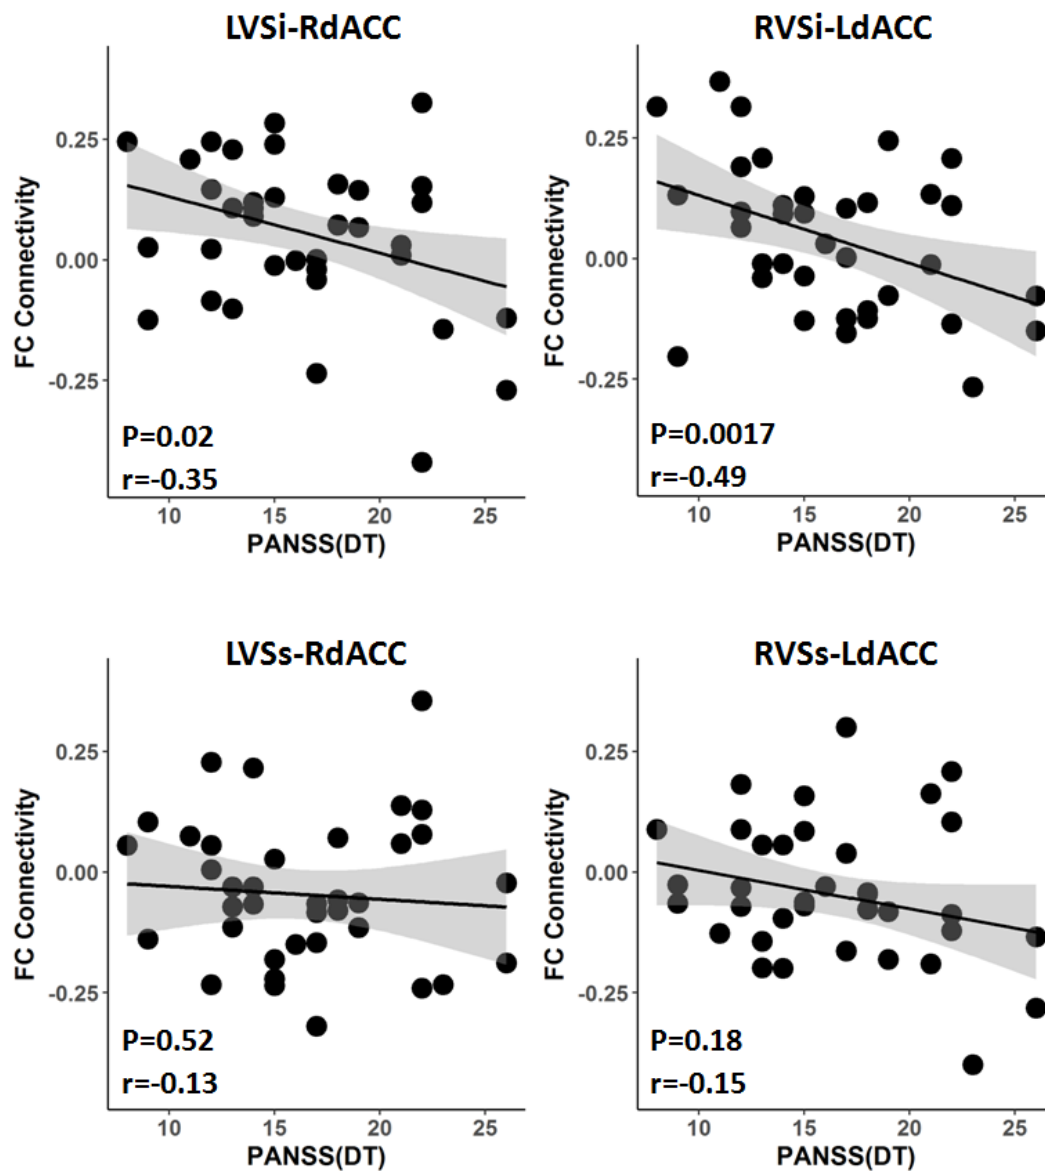 LVSi-RdACC
FC Connectivity
0.25
0.00
-0.25
P=0.02
r=-0.35
10 15 20 25
PANSS(DT)
RVSi-LdACC
FC Connectivity
0.25
0.00
-0.25
P=0.0017
r=-0.49
10 15 20 25
PANSS(DT)
LVSs-RdACC
FC Connectivity
0.25
0.00
-0.25
P=0.52
r=-0.13
10 15 20 25
PANSS(DT)
RVSs-LdACC
FC Connectivity
0.25
0.00
-0.25
P=0.18
r=-0.15
10 15 20 25
PANSS(DT)